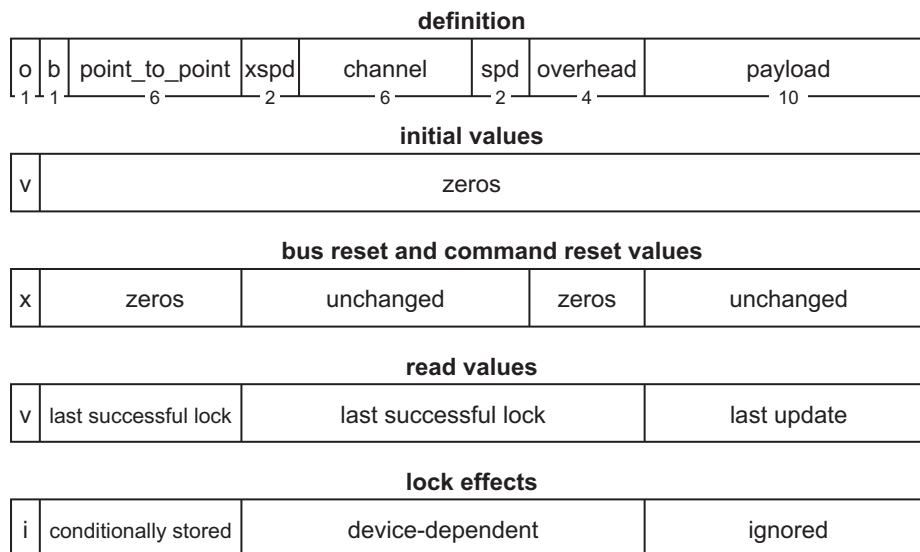 definition
o b point_to_point xspd channel spd overhead payload
1 1 6 2 6 2 4 10
initial values
v zeros
bus reset and command reset values
x zeros unchanged zeros unchanged
read values
v last successful lock last successful lock last update
lock effects
i conditionally stored device-dependent ignored